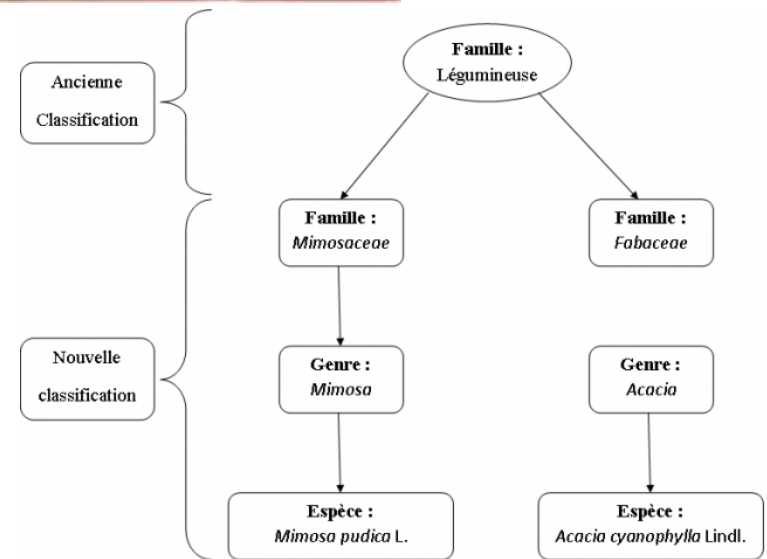 Famille :
Légumineuse
Ancienne
Classification
Famille :
Mimosaceae
Famille :
Fabaceae
Nouvelle
classification
Genre :
Mimosa
Genre :
Acacia
Espèce :
Mimosa pudica L.
Espèce :
Acacia cyanophylla Lindl.